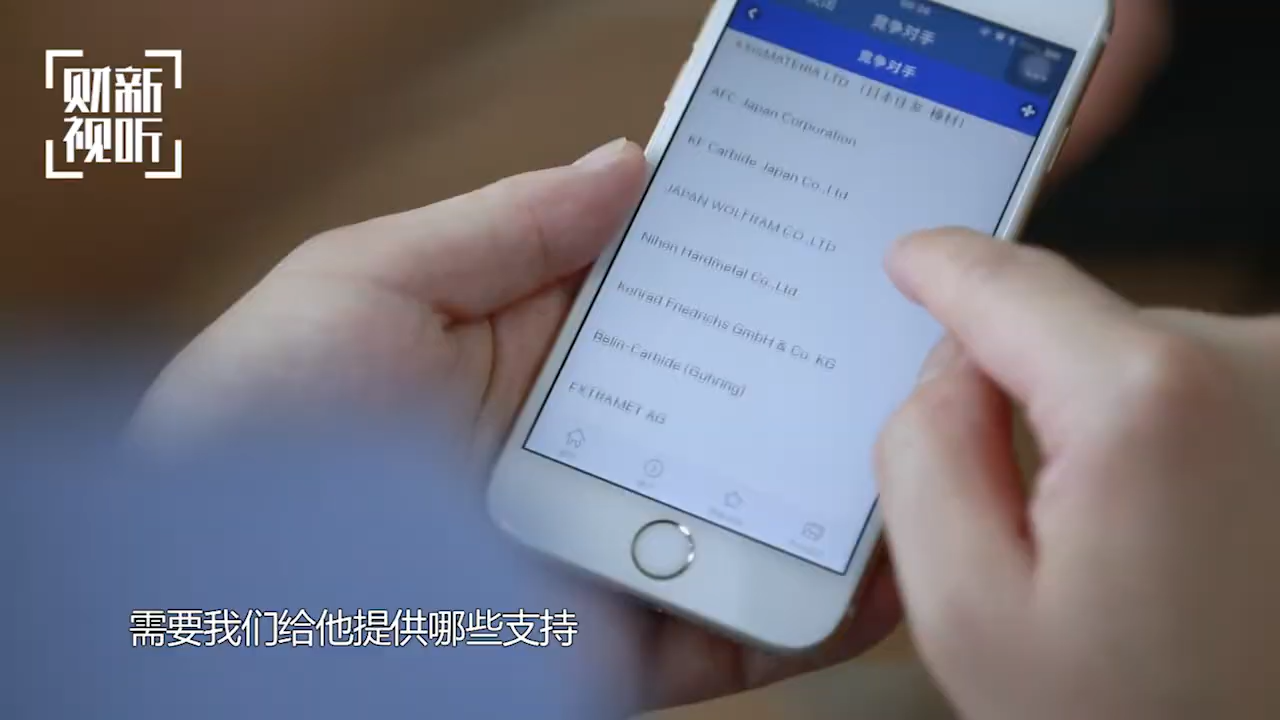 财新
视听
竞争对手
竞争对手
AFC Japan Corporation
KF Carbide Japan Co.,Ltd
JAPAN WOLFRAM CO.,LTD
Nihon Hardmetal Co.,Ltd
Konrad Friedrichs GmbH & Co. KG
Belin-Carbide (Guhring)
EXTRAMET AG
需要我们给他提供哪些支持